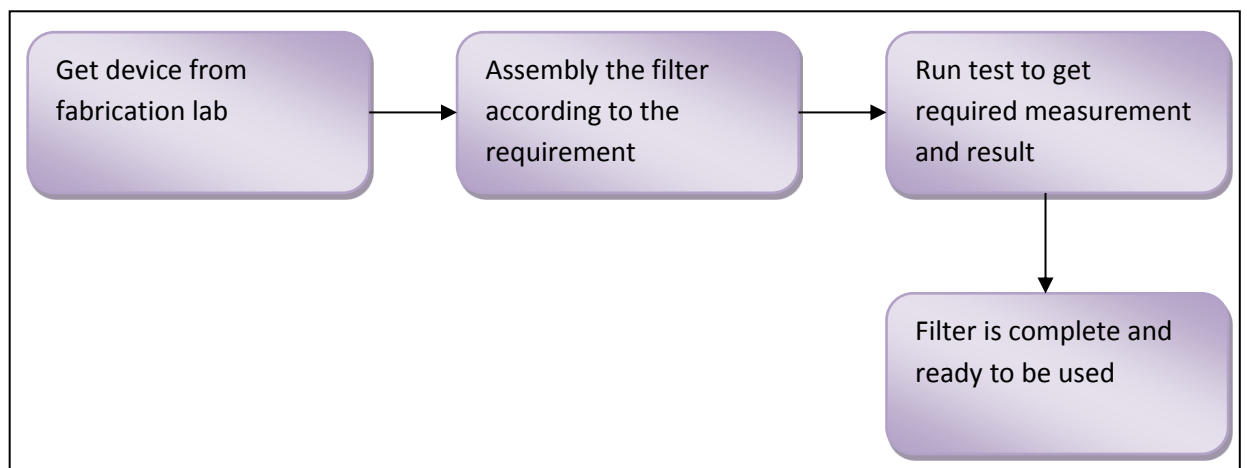 Get device from
fabrication lab
Assembly the filter
according to the
requirement
Run test to get
required measurement
and result
Filter is complete and
ready to be used